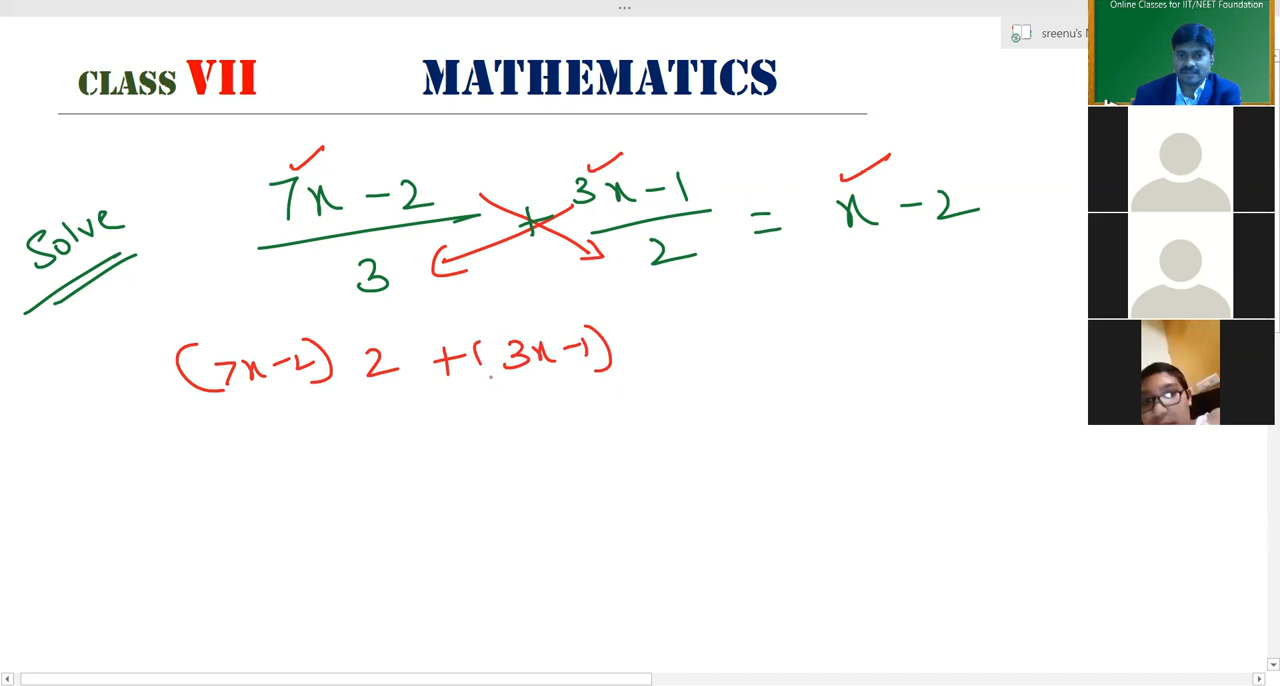 Online Classes for IIT/NEET Foundation
sreenu's
CLASS VII MATHEMATICS
Solve
7x - 2 / 3 + 3x - 1 / 2 = x - 2
(7x-2) 2 + ( 3x-1)